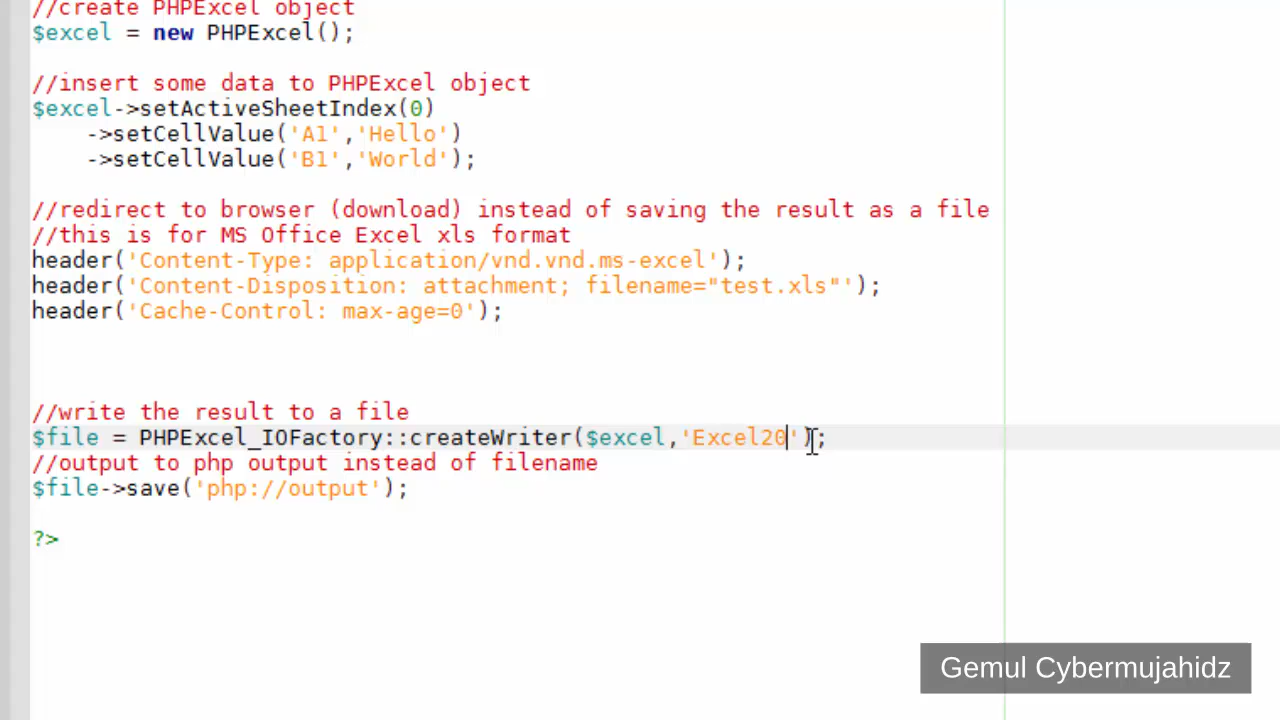 //create PHPExcel object
$excel = new PHPExcel();
//insert some data to PHPExcel object
$excel->setActiveSheetIndex(0)
->setCellValue('A1','Hello')
->setCellValue('B1','World');
//redirect to browser (download) instead of saving the result as a file
//this is for MS Office Excel xls format
header('Content-Type: application/vnd.vnd.ms-excel');
header('Content-Disposition: attachment; filename="test.xls"');
header('Cache-Control: max-age=0');
//write the result to a file
$file = PHPExcel_IOFactory::createWriter($excel,'Excel20');
//output to php output instead of filename
$file->save('php://output');
?>
Gemul Cybermujahidz